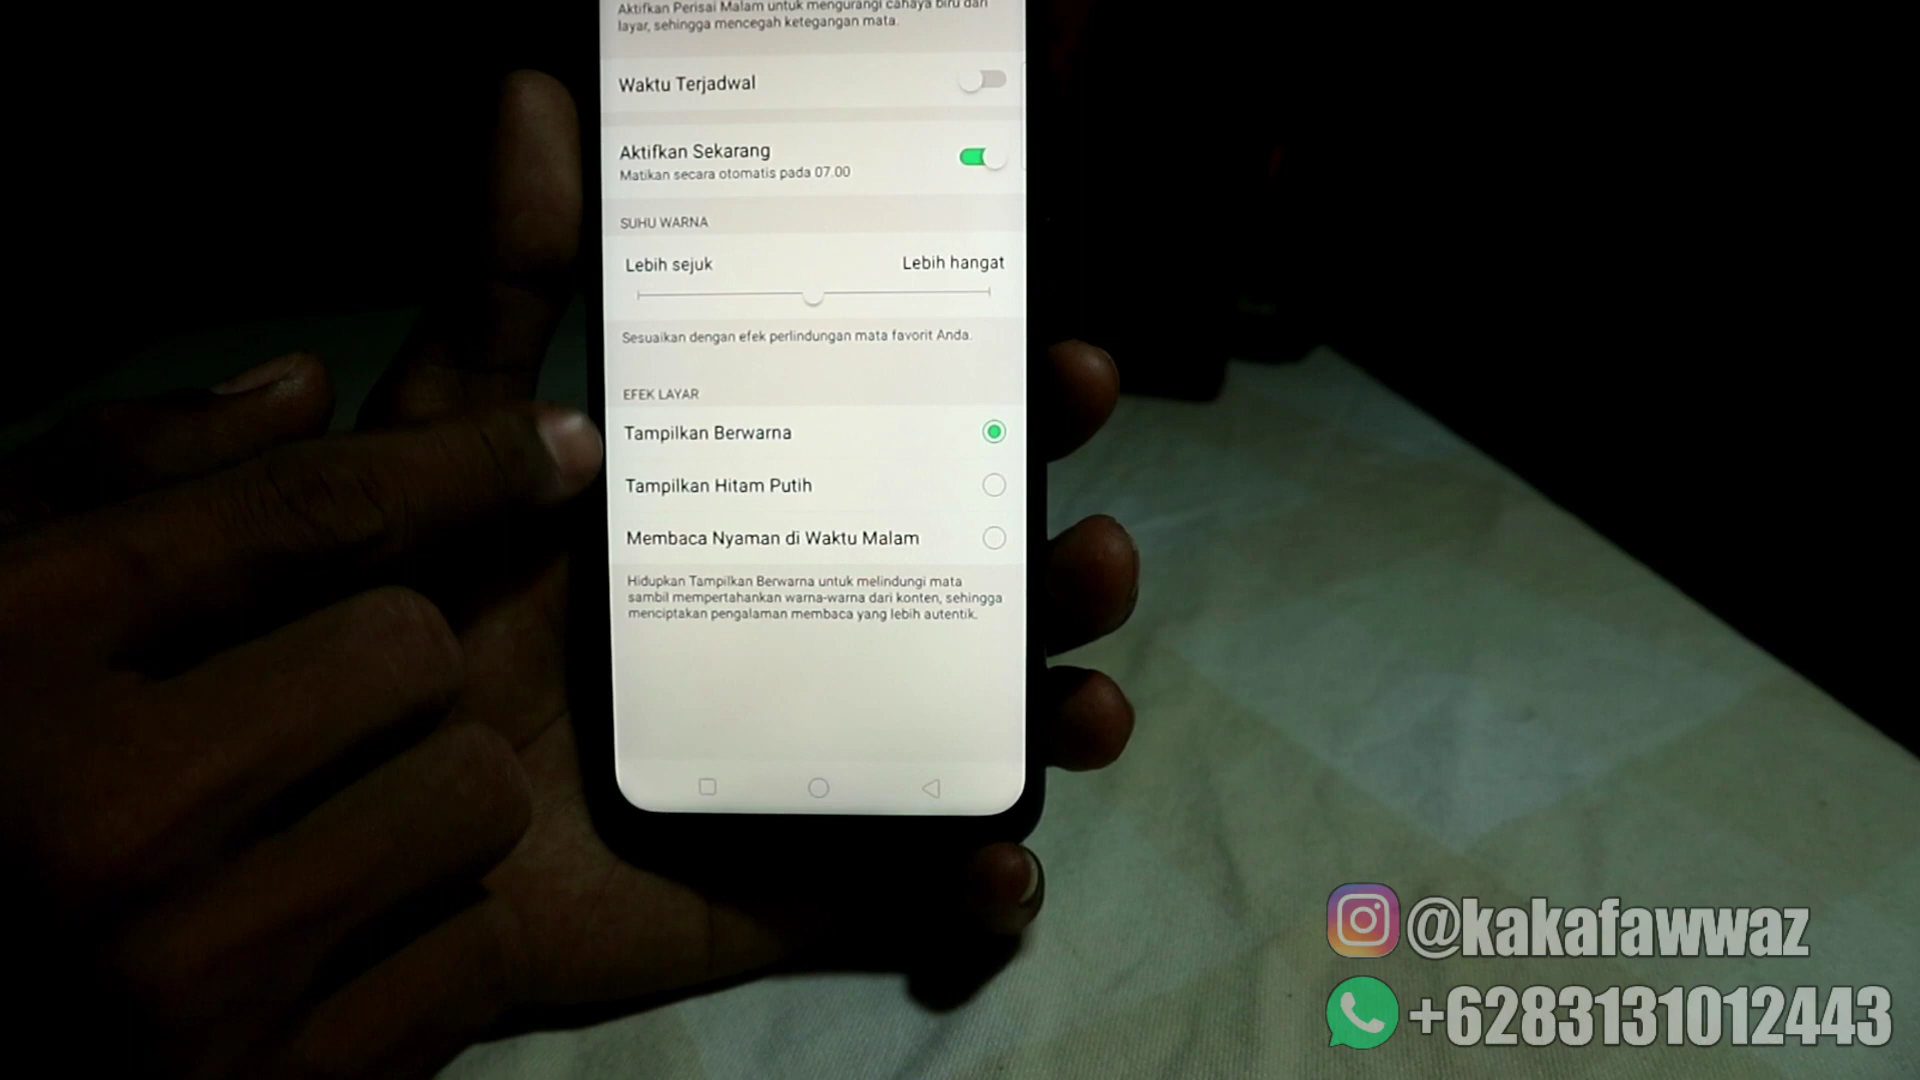 Aktifkan Perisai Malam untuk mengurangi cahaya biru dari
layar, sehingga mencegah ketegangan mata.
Waktu Terjadwal
Aktifkan Sekarang
Matikan secara otomatis pada 07.00
SUHU WARNA
Lebih sejuk
Lebih hangat
Sesuaikan dengan efek perlindungan mata favorit Anda.
EFEK LAYAR
Tampilkan Berwarna
Tampilkan Hitam Putih
Membaca Nyaman di Waktu Malam
Hidupkan Tampilkan Berwarna untuk melindungi mata
sambil mempertahankan warna-warna dari konten, sehingga
menciptakan pengalaman membaca yang lebih autentik.
@kakafawwaz
+6283131012443